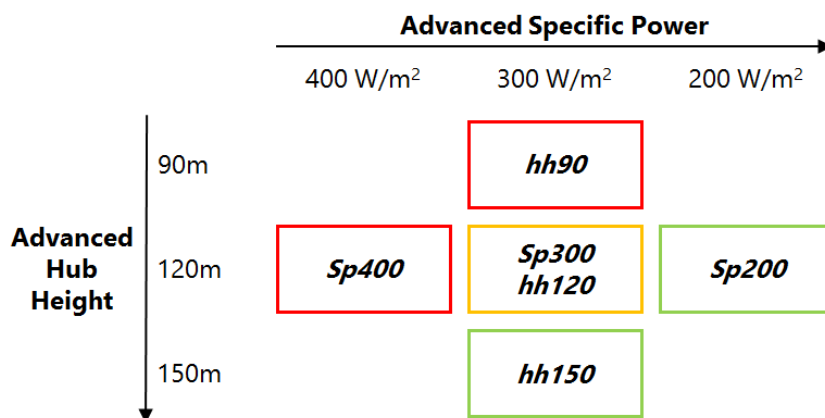 Advanced Specific Power
400 W/m² 300 W/m² 200 W/m²
90m
hh90
Advanced
Hub
Height
120m
Sp400
Sp300
hh120
Sp200
150m
hh150